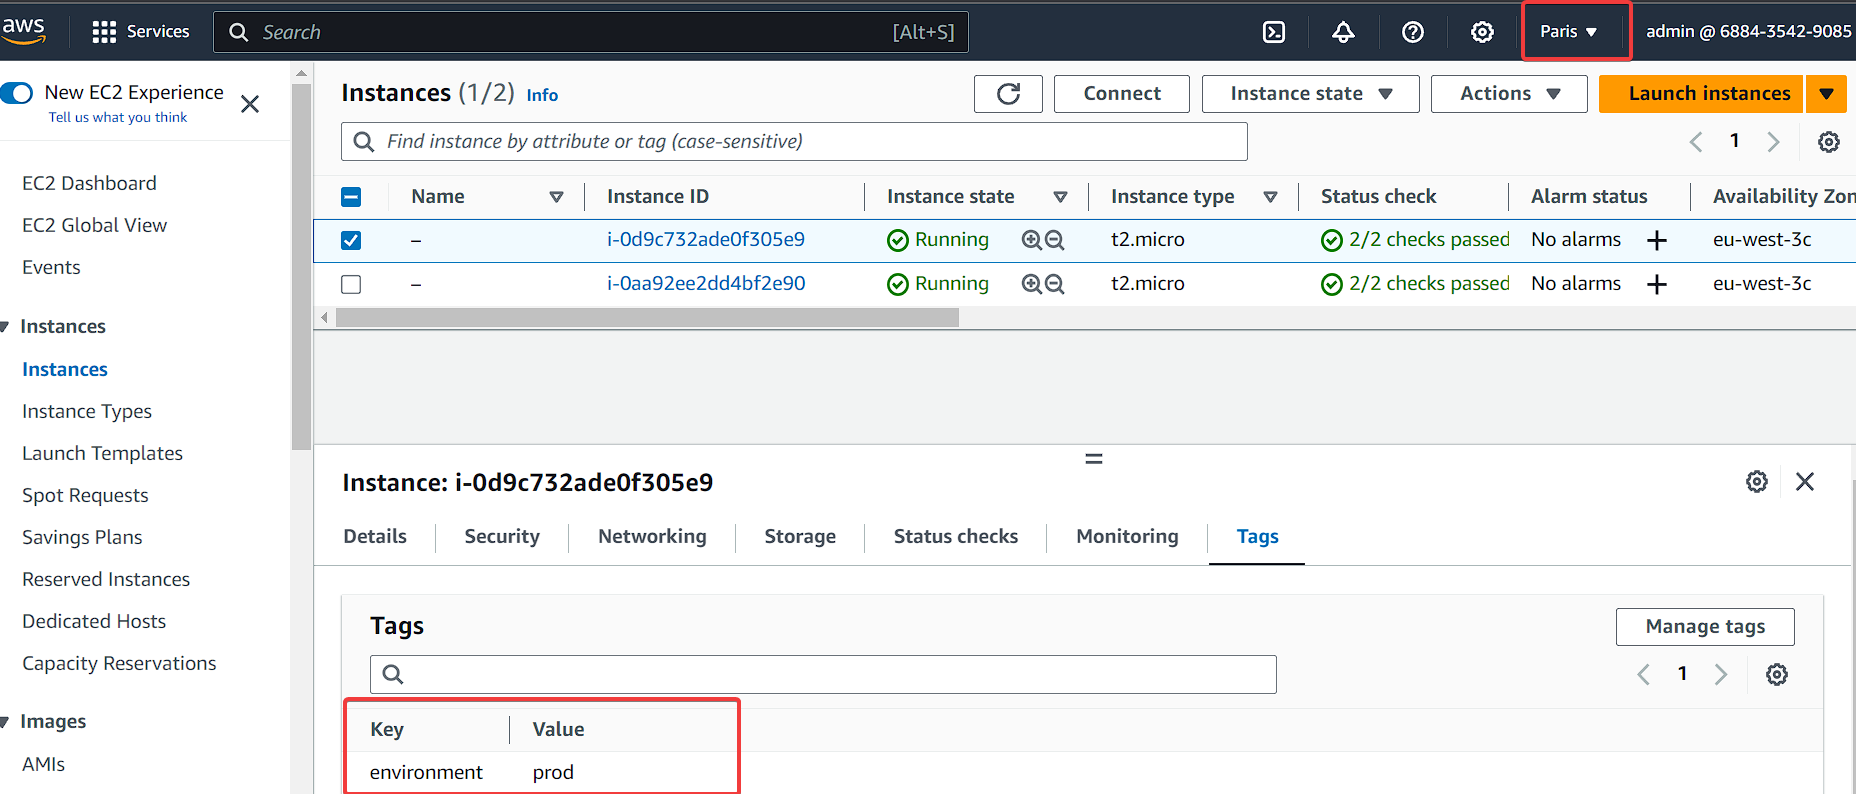 aws Services Search [Alt+S] Paris admin @ 6884-3542-9085
New EC2 Experience
Tell us what you think
EC2 Dashboard
EC2 Global View
Events
Instances
Instances
Instance Types
Launch Templates
Spot Requests
Savings Plans
Reserved Instances
Dedicated Hosts
Capacity Reservations
Images
AMIs
Instances (1/2) Info Connect Instance state Actions Launch instances
Find instance by attribute or tag (case-sensitive) 1
Name Instance ID Instance state Instance type Status check Alarm status Availability Zon
– i-0d9c732ade0f305e9 Running t2.micro 2/2 checks passed No alarms + eu-west-3c
– i-0aa92ee2dd4bf2e90 Running t2.micro 2/2 checks passed No alarms + eu-west-3c
Instance: i-0d9c732ade0f305e9
Details Security Networking Storage Status checks Monitoring Tags
Tags Manage tags
1
Key Value
environment prod